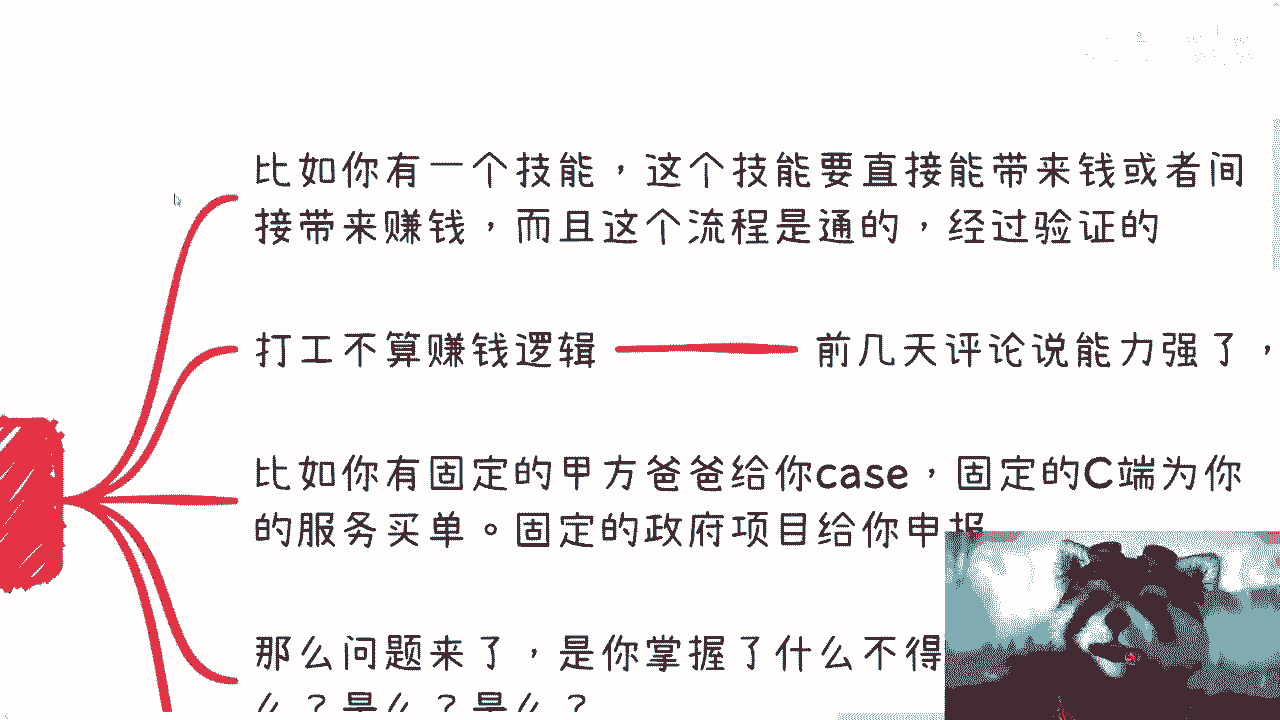 比如你有一个技能，这个技能要直接能带来钱或者间
接带来赚钱，而且这个流程是通的，经过验证的
打工不算赚钱逻辑
前几天评论说能力强了，
比如你有固定的甲方爸爸给你case，固定的C端为你
的服务买单。固定的政府项目给你申报
那么问题来了，是你掌握了什么不得
么？是么？是么？